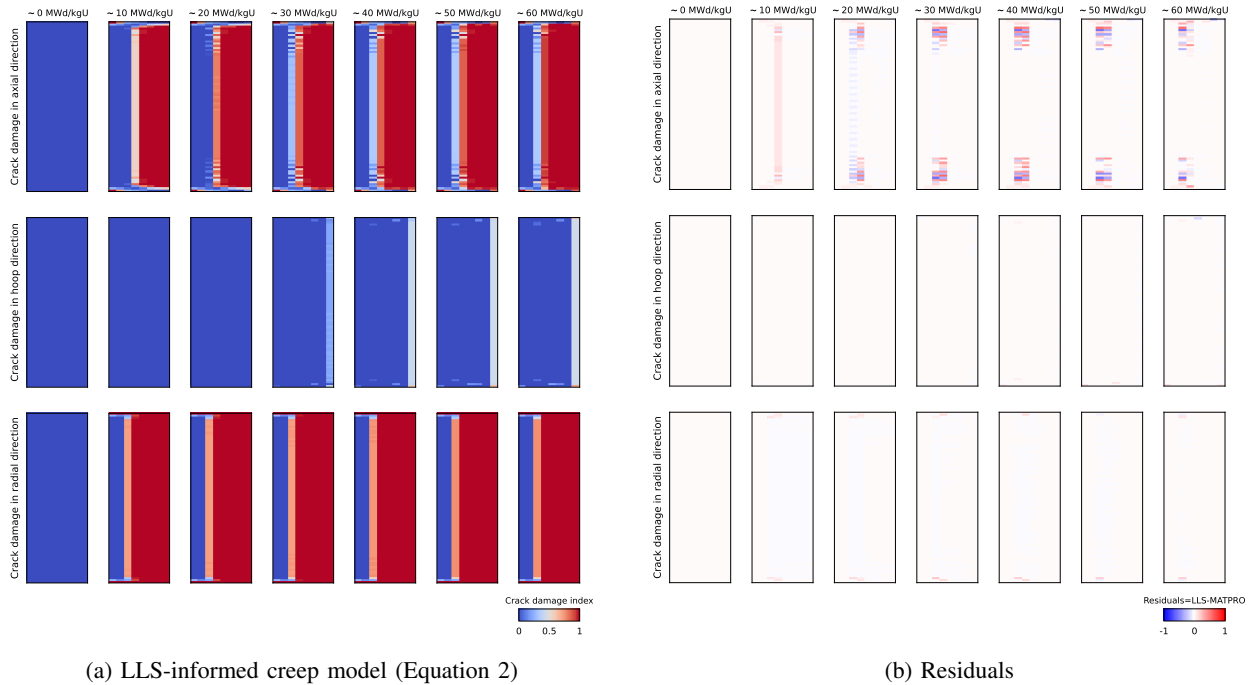 ~ 0 MWd/kgU ~ 10 MWd/kgU ~ 20 MWd/kgU ~ 30 MWd/kgU ~ 40 MWd/kgU ~ 50 MWd/kgU ~ 60 MWd/kgU
Crack damage in axial direction
Crack damage in hoop direction
Crack damage in radial direction
Crack damage index
0 0.5 1
(a) LLS-informed creep model (Equation 2)
~ 0 MWd/kgU ~ 10 MWd/kgU ~ 20 MWd/kgU ~ 30 MWd/kgU ~ 40 MWd/kgU ~ 50 MWd/kgU ~ 60 MWd/kgU
Crack damage in axial direction
Crack damage in hoop direction
Crack damage in radial direction
Residuals=LLS-MATPRO
-1 0 1
(b) Residuals